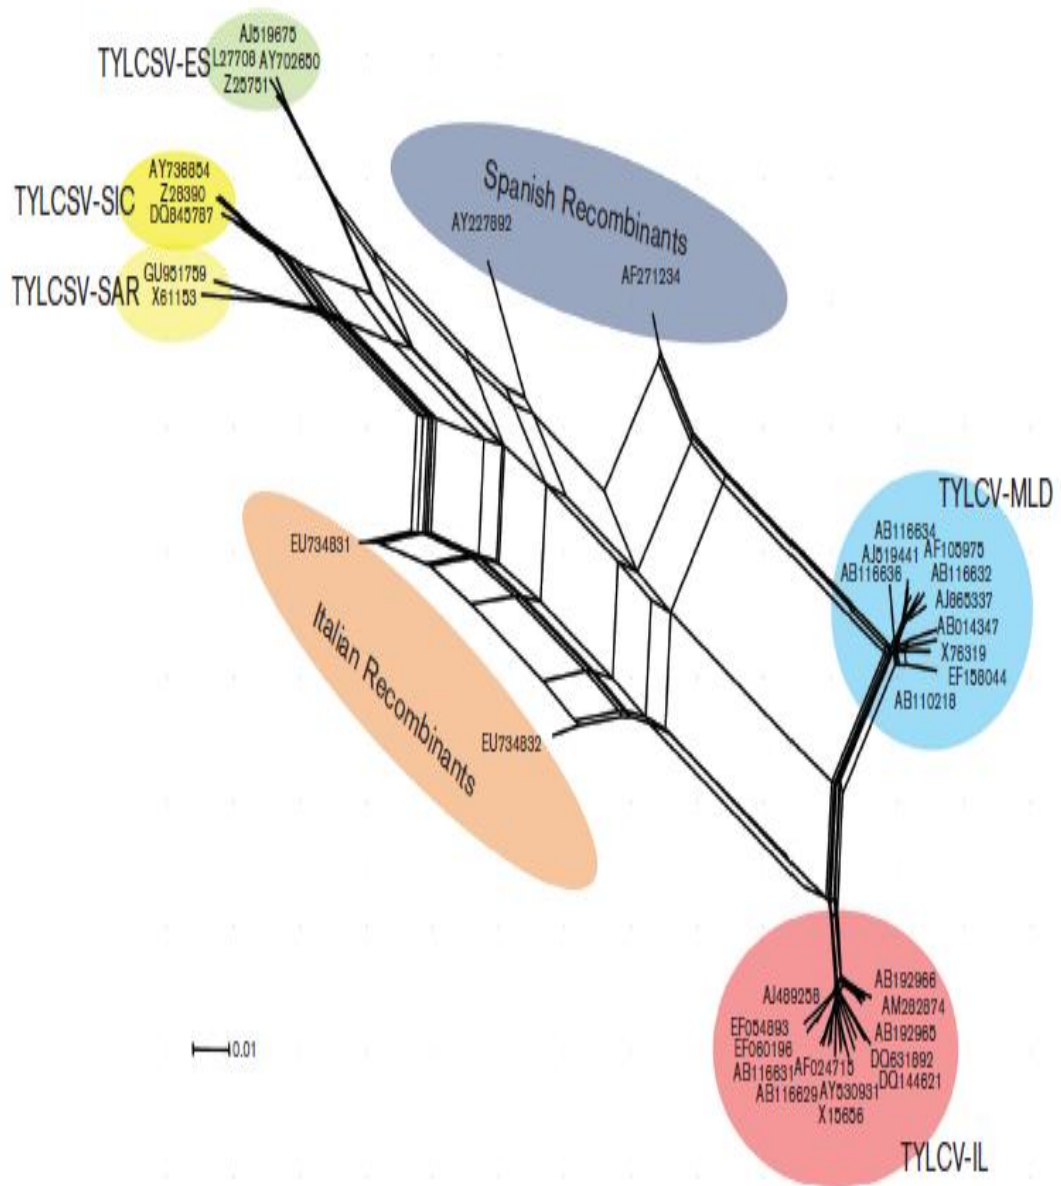 AJ519675
TYLCSV-ES
L27708 AY702650
Z25751
AY736854
TYLCSV-SIC
Z28390
DQ845787
GU951759
TYLCSV-SAR
X61153
Spanish Recombinants
AY227892
AF271234
TYLCV-MLD
AB116634
AJ519441
AF105975
AB116636
AB116632
AJ865337
AB014347
X76319
EF158044
AB110218
EU734831
Italian Recombinants
EU734832
AJ489258
AB192966
AM282874
EF054893
AB192965
EF060196
DQ631892
AB116631
AF024715
DQ144621
AB116629
AY530931
X15656
TYLCV-IL
0.01